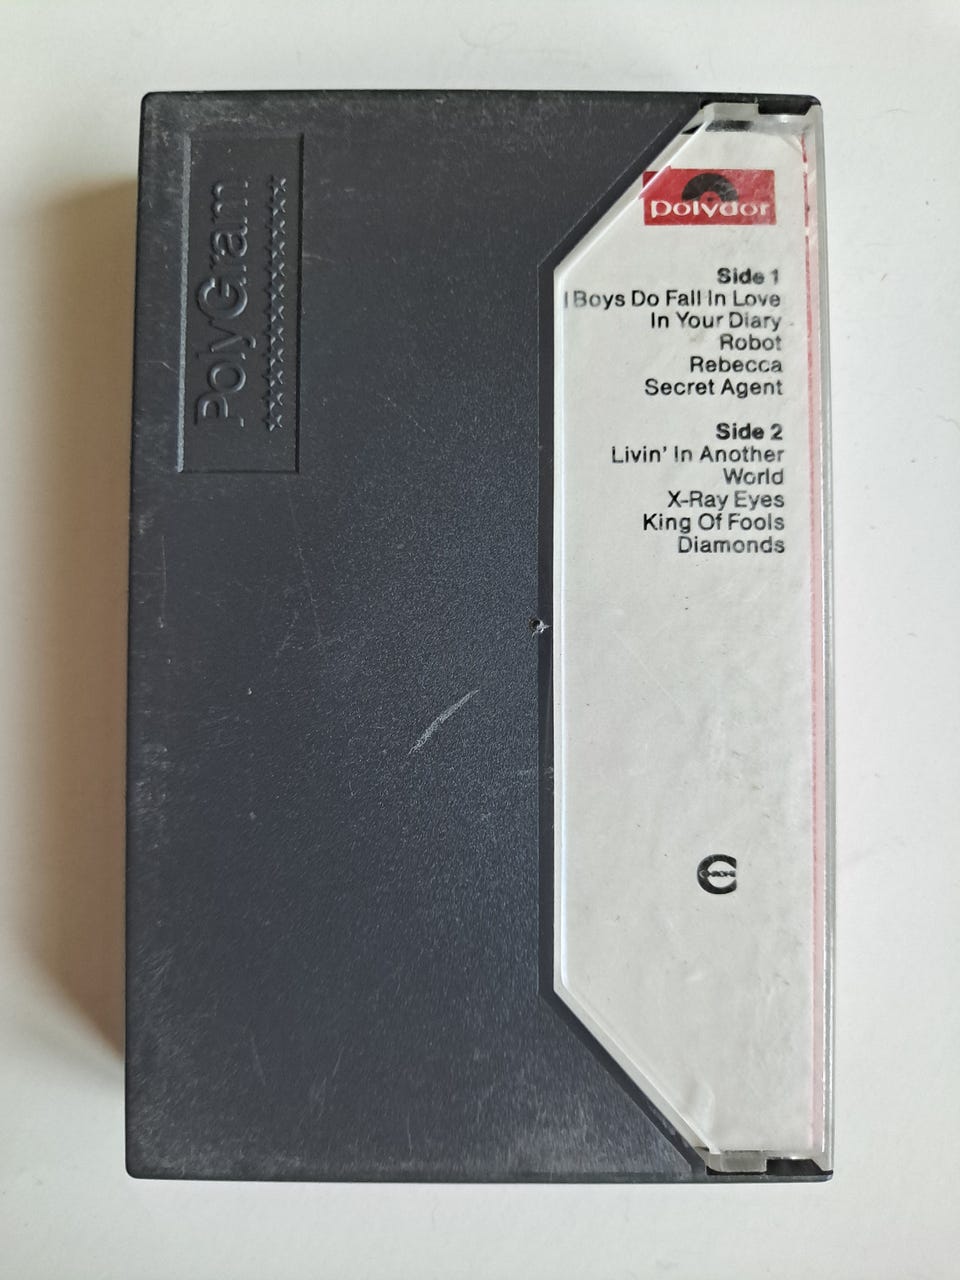 PolyGram
polydor
Side 1
Boys Do Fall In Love
In Your Diary
Robot
Rebecca
Secret Agent
Side 2
Livin' In Another
World
X-Ray Eyes
King Of Fools
Diamonds